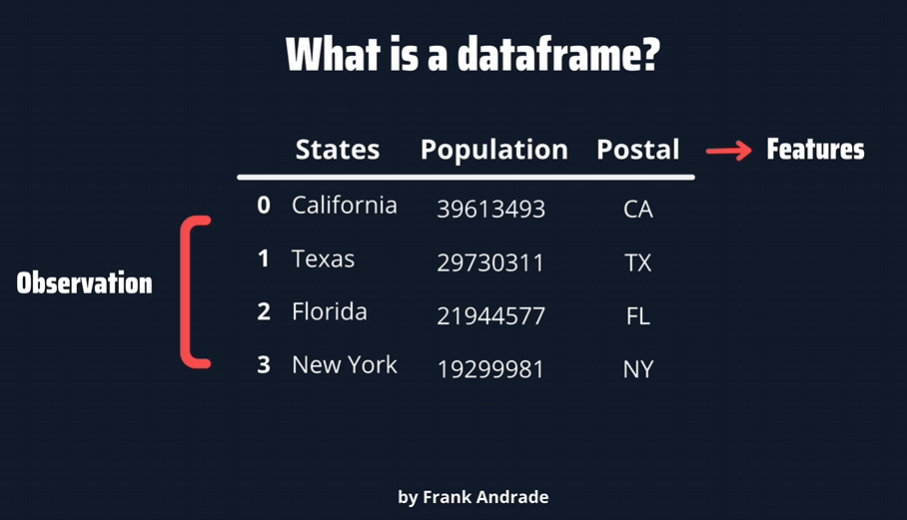 What is a dataframe?
States Population Postal Features
0 California 39613493 CA
1 Texas 29730311 TX
Observation
2 Florida 21944577 FL
3 New York 19299981 NY
by Frank Andrade